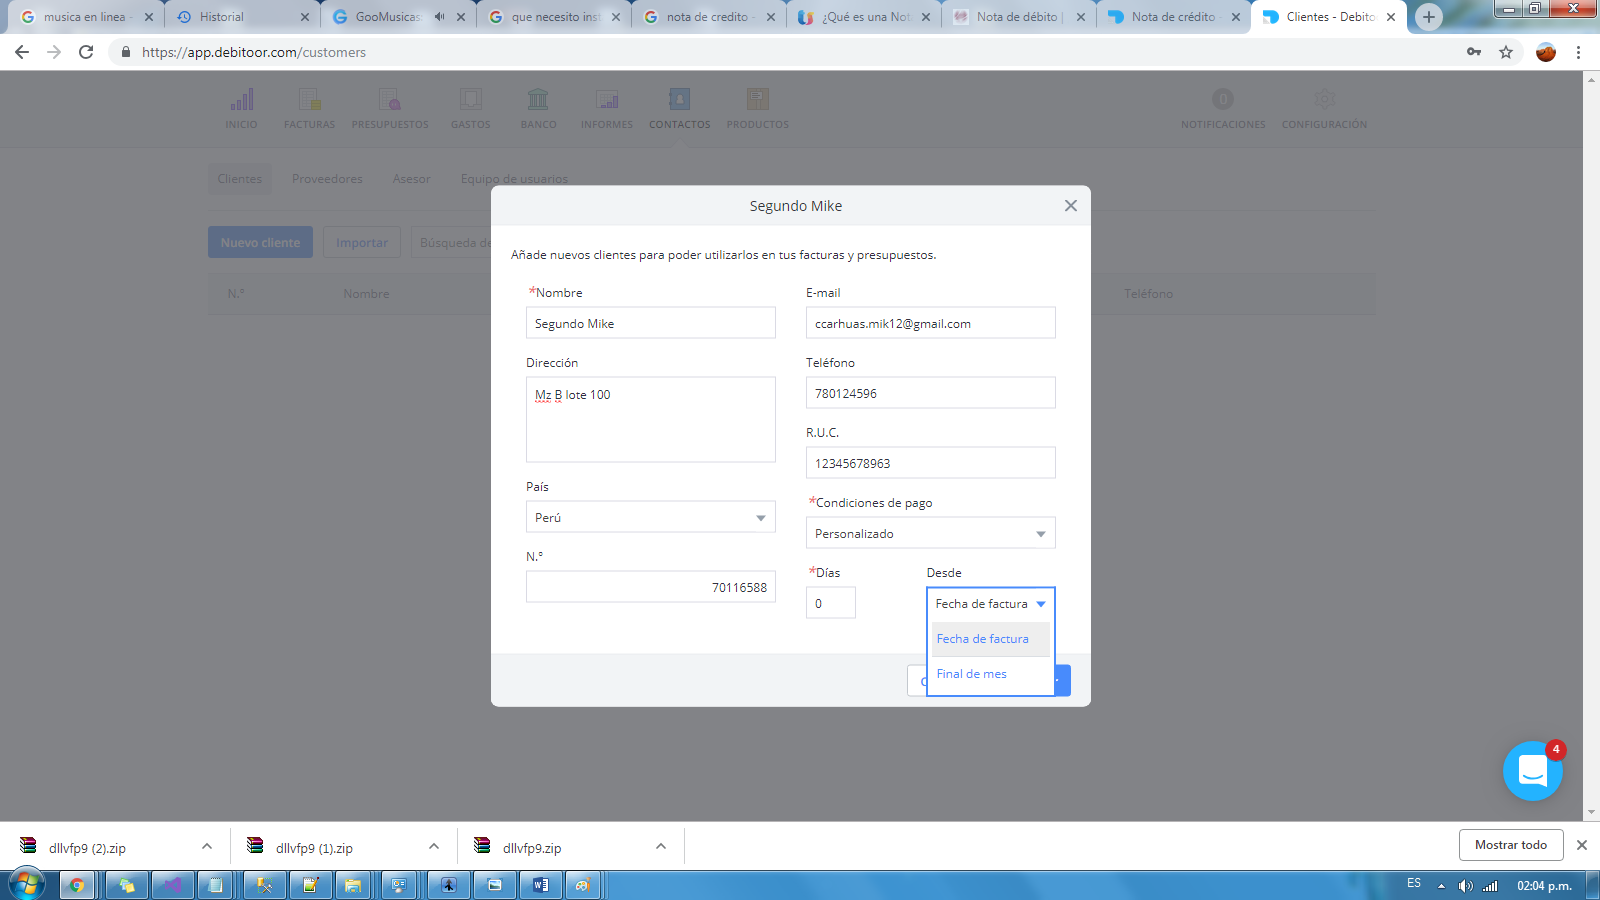 musica en linea -
Historial
GooMusicas:
que necesito inst
nota de credito -
¿Qué es una Not
Nota de débito |
Nota de crédito -
Clientes - Debitoo
https://app.debitoor.com/customers
INICIO
FACTURAS
PRESUPUESTOS
GASTOS
BANCO
INFORMES
CONTACTOS
PRODUCTOS
0
NOTIFICACIONES
CONFIGURACIÓN
Clientes
Proveedores
Asesor
Equipo de usuarios
Nuevo cliente
Importar
Búsqueda de
N.º
Nombre
Teléfono
Segundo Mike
Añade nuevos clientes para poder utilizarlos en tus facturas y presupuestos.
*Nombre
Segundo Mike
Dirección
Mz B lote 100
País
Perú
N.º
70116588
E-mail
ccarhuas.mik12@gmail.com
Teléfono
780124596
R.U.C.
12345678963
*Condiciones de pago
Personalizado
*Días
0
Desde
Fecha de factura
Fecha de factura
Final de mes
4
dllvfp9 (2).zip
dllvfp9 (1).zip
dllvfp9.zip
Mostrar todo
ES
02:04 p.m.